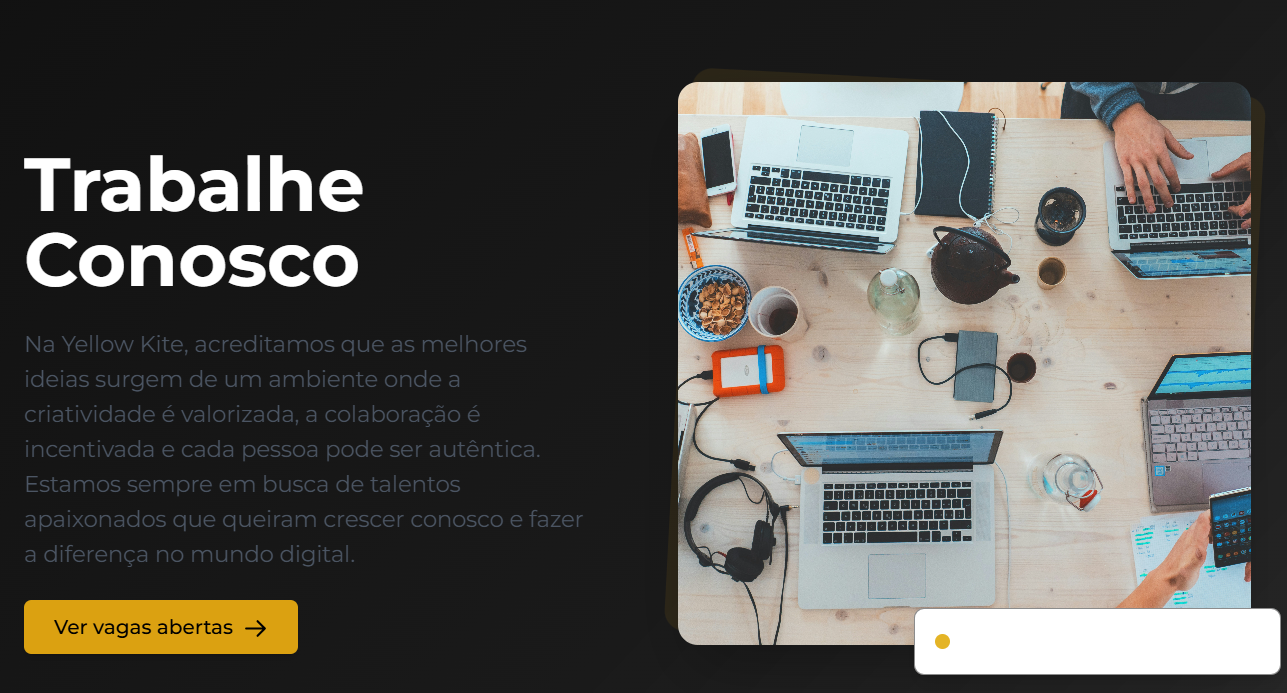 Trabalhe
Conosco
Na Yellow Kite, acreditamos que as melhores
ideias surgem de um ambiente onde a
criatividade é valorizada, a colaboração é
incentivada e cada pessoa pode ser autêntica.
Estamos sempre em busca de talentos
apaixonados que queiram crescer conosco e fazer
a diferença no mundo digital.
Ver vagas abertas →